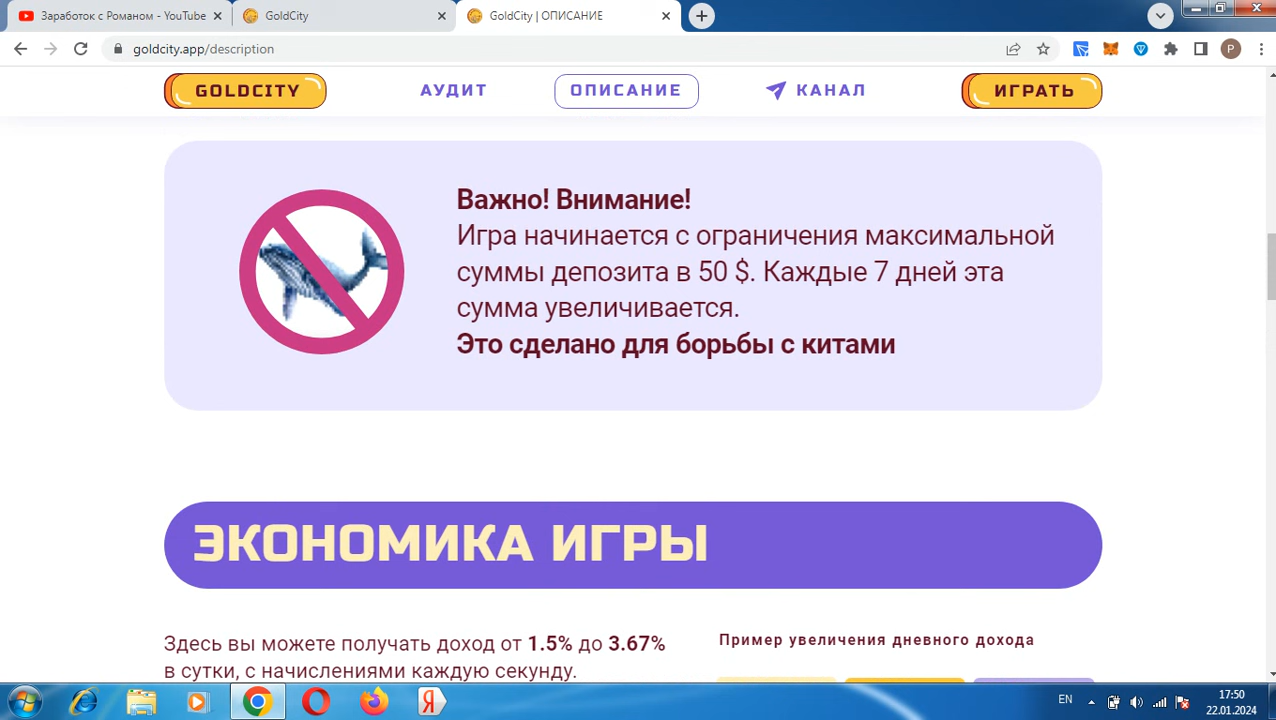 Заработок с Романом - YouTube
GoldCity
GoldCity | ОПИСАНИЕ
goldcity.app/description
P
GOLDCITY
АУДИТ
ОПИСАНИЕ
КАНАЛ
ИГРАТЬ
Важно! Внимание!
Игра начинается с ограничения максимальной
суммы депозита в 50 $. Каждые 7 дней эта
сумма увеличивается.
Это сделано для борьбы с китами
ЭКОНОМИКА ИГРЫ
Здесь вы можете получать доход от 1.5% до 3.67%
в сутки, с начислениями каждую секунду.
Пример увеличения дневного дохода
EN
17:50
22.01.2024